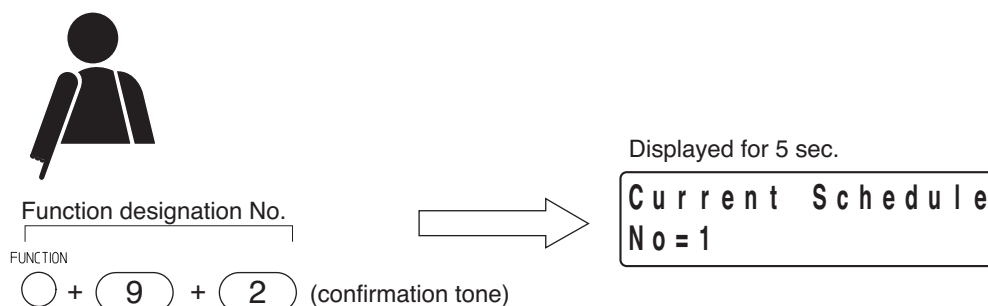 Displayed for 5 sec.
Current Schedule
No=1
Function designation No.
FUNCTION
+ 9 + 2 (confirmation tone)